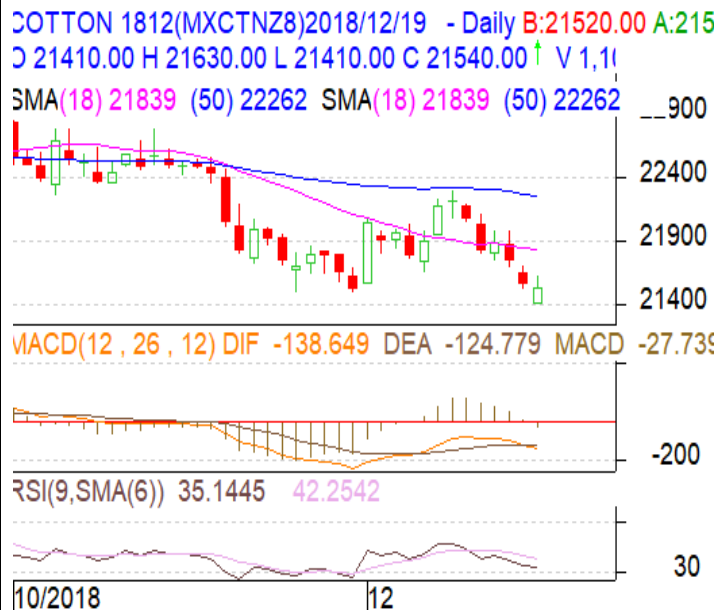 COTTON 1812(MXCTNZ8)2018/12/19 - Daily B:21520.00 A:215
O 21410.00 H 21630.00 L 21410.00 C 21540.00 V 1,10
SMA(18) 21839 (50) 22262 SMA(18) 21839 (50) 22262
__900
22400
21900
21400
MACD(12 , 26 , 12) DIF -138.649 DEA -124.779 MACD -27.739
-200
RSI(9,SMA(6)) 35.1445 42.2542
30
10/2018 12